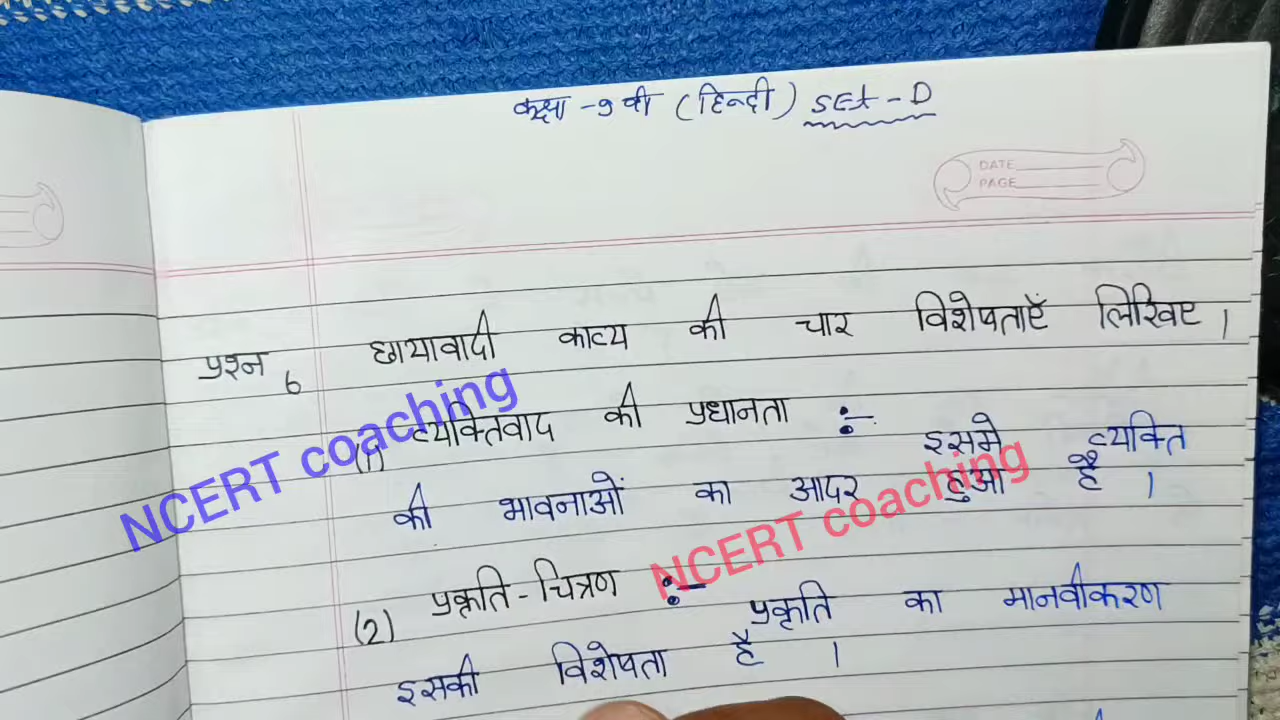 कक्षा - 9 वी (हिन्दी) SET - D
DATE
PAGE
प्रश्न 6 छायावादी काव्य की चार विशेषताएँ लिखिए ।
(1) व्यक्तिवाद की प्रधानता :- इसमे व्यक्ति
की भावनाओं का आदर हुआ है ।
(2) प्रकृति - चित्रण :- प्रकृति का मानवीकरण
इसकी विशेषता है ।
NCERT coaching
NCERT coaching